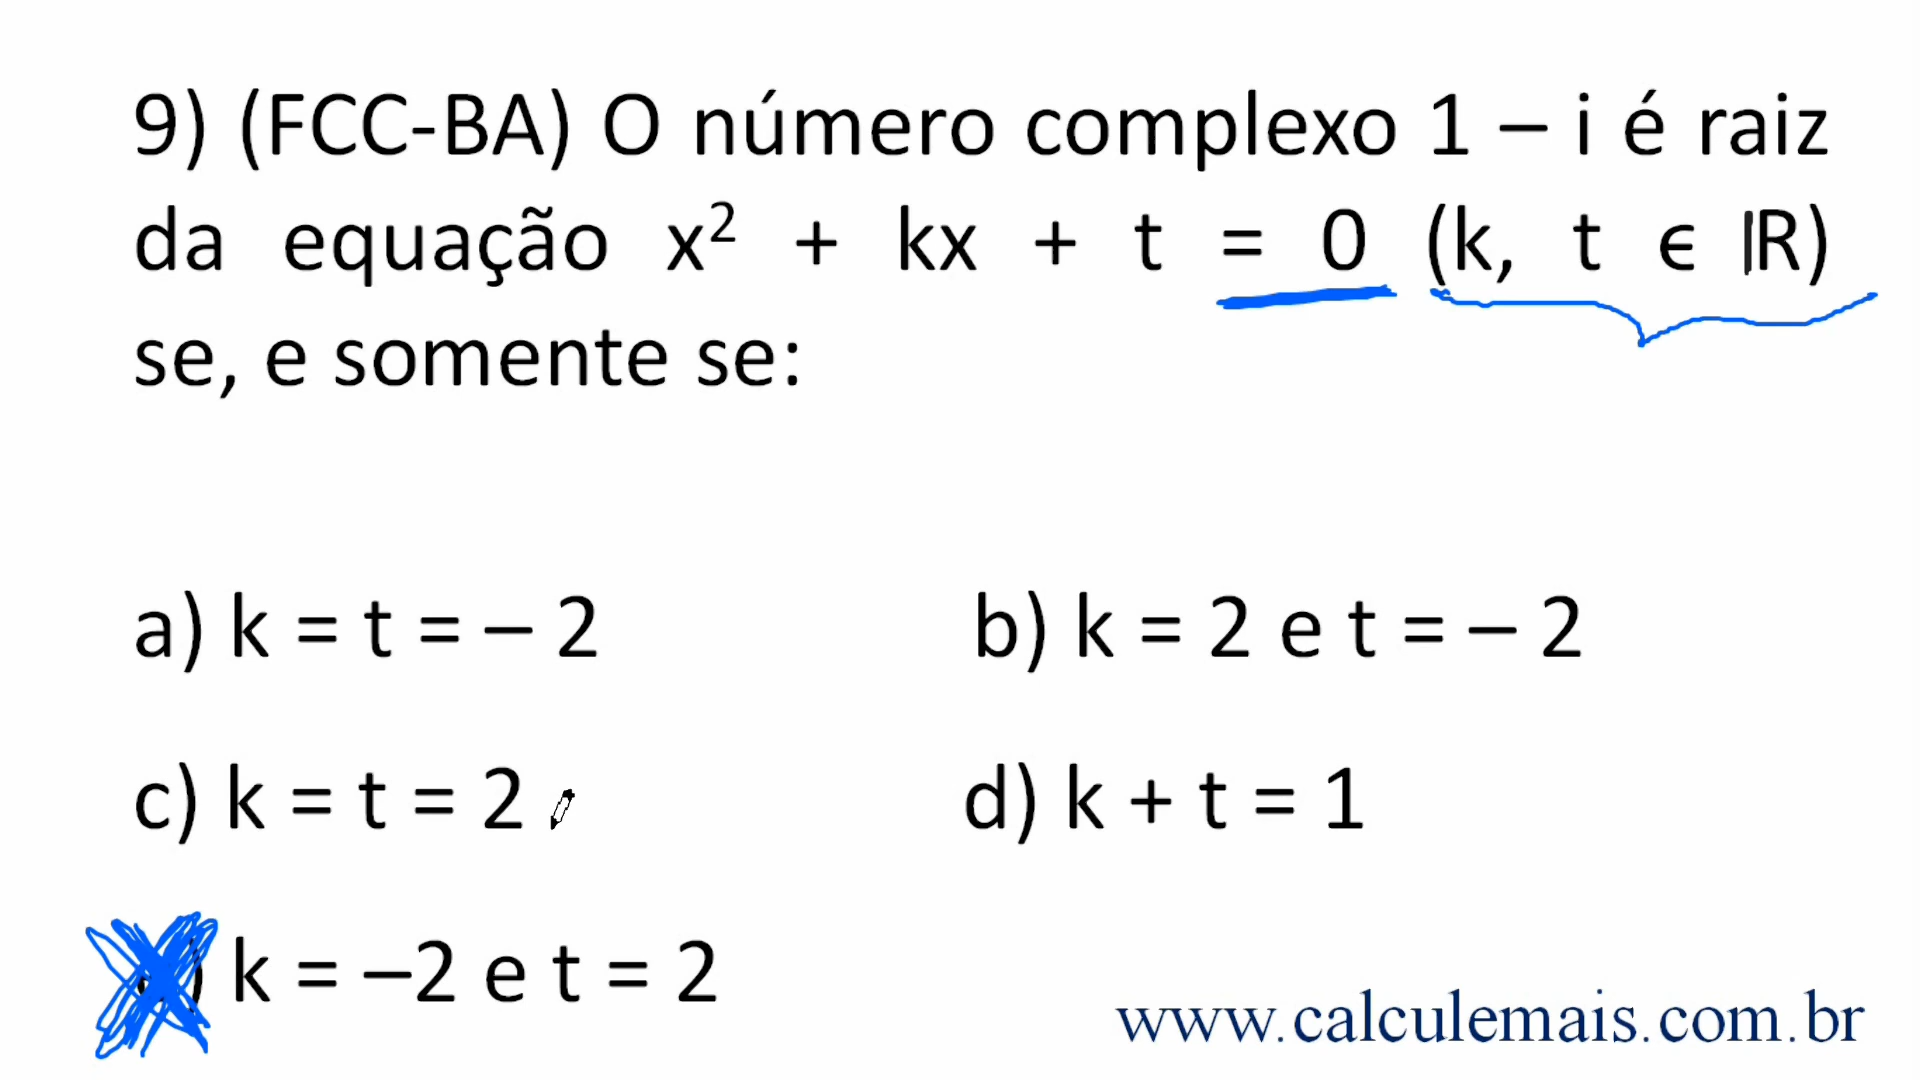 9) (FCC-BA) O número complexo 1 – i é raiz
da equação x² + kx + t = 0 (k, t ∈ ℝ)
se, e somente se:
a) k = t = – 2
b) k = 2 e t = – 2
c) k = t = 2
d) k + t = 1
) k = –2 e t = 2
www.calculemais.com.br